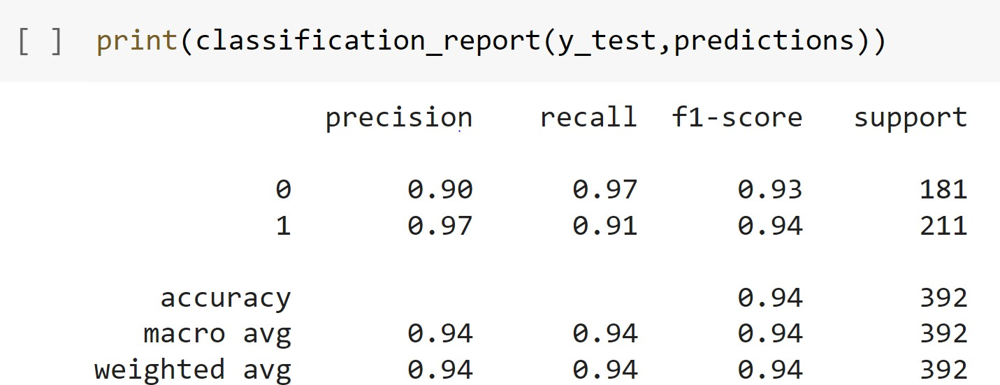 [ ] print(classification_report(y_test,predictions))
precision recall f1-score support
0 0.90 0.97 0.93 181
1 0.97 0.91 0.94 211
accuracy 0.94 392
macro avg 0.94 0.94 0.94 392
weighted avg 0.94 0.94 0.94 392